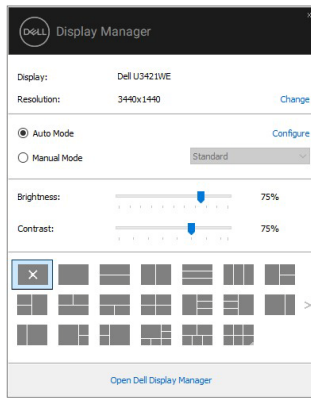 DELL Display Manager
Display: Dell U3421WE
Resolution: 3440x1440 Change
Auto Mode Configure
Manual Mode Standard
Brightness: 75%
Contrast: 75%
Open Dell Display Manager